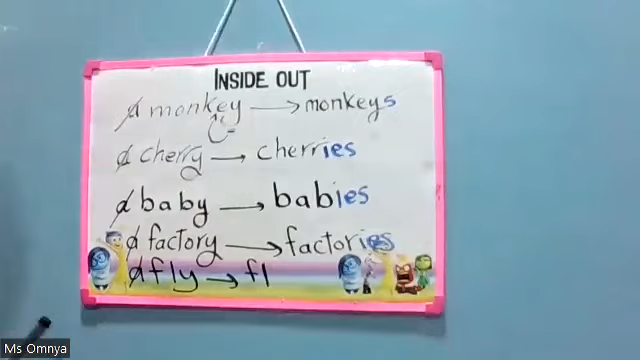 INSIDE OUT
a monkey → monkeys
a cherry → cherries
a baby → babies
a factory → factories
a fly → fl
Ms Omnya